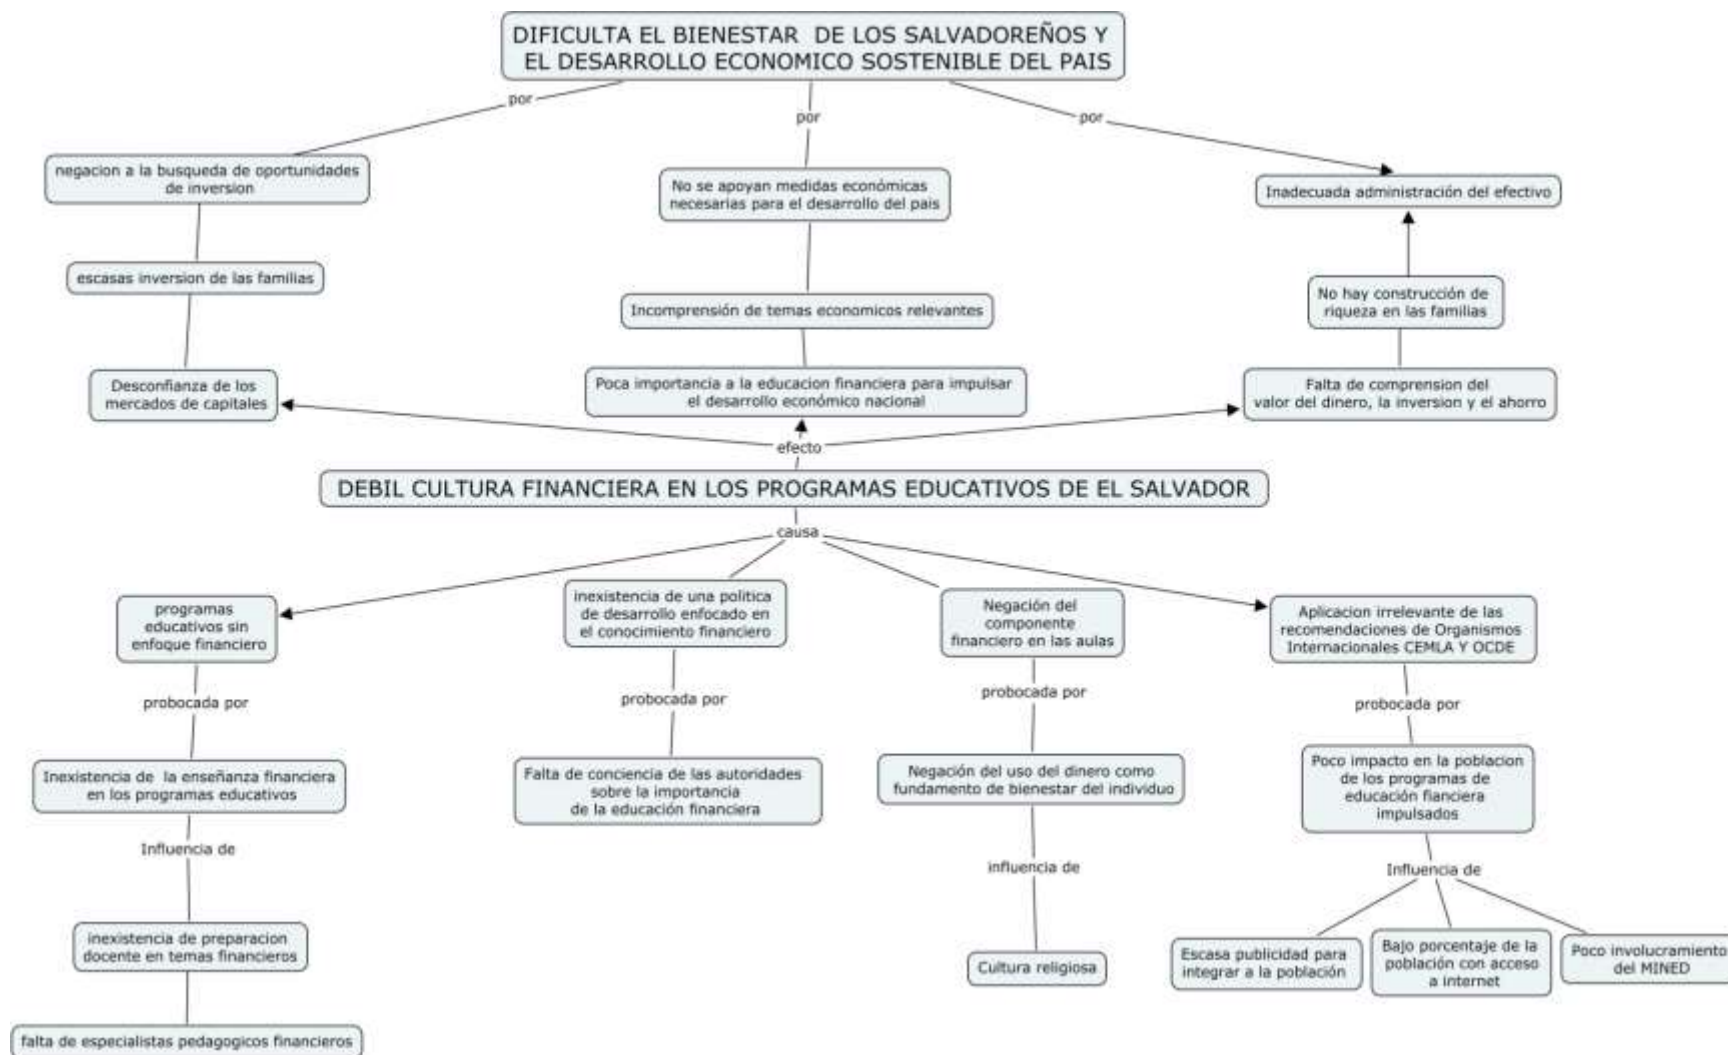 DIFICULTA EL BIENESTAR DE LOS SALVADOREÑOS Y
EL DESARROLLO ECONOMICO SOSTENIBLE DEL PAIS
por
por
por
negacion a la busqueda de oportunidades
de inversion
No se apoyan medidas económicas
necesarias para el desarrollo del pais
Inadecuada administración del efectivo
escasas inversion de las familias
Incomprensión de temas economicos relevantes
No hay construcción de
riqueza en las familias
Desconfianza de los
mercados de capitales
Poca importancia a la educacion financiera para impulsar
el desarrollo económico nacional
Falta de comprension del
valor del dinero, la inversion y el ahorro
efecto
DEBIL CULTURA FINANCIERA EN LOS PROGRAMAS EDUCATIVOS DE EL SALVADOR
causa
programas
educativos sin
enfoque financiero
inexistencia de una politica
de desarrollo enfocado en
el conocimiento financiero
Negación del
componente
financiero en las aulas
Aplicacion irrelevante de las
recomendaciones de Organismos
Internacionales CEMLA Y OCDE
probocada por
probocada por
probocada por
probocada por
Inexistencia de la enseñanza financiera
en los programas educativos
Falta de conciencia de las autoridades
sobre la importancia
de la educación financiera
Negación del uso del dinero como
fundamento de bienestar del individuo
Poco impacto en la poblacion
de los programas de
educación fianciera
impulsados
Influencia de
influencia de
Influencia de
inexistencia de preparacion
docente en temas financieros
Cultura religiosa
Escasa publicidad para
integrar a la población
Bajo porcentaje de la
población con acceso
a internet
Poco involucramiento
del MINED
falta de especialistas pedagogicos financieros